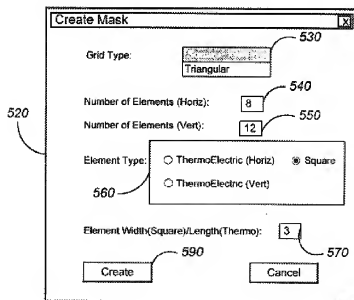 Create Mask X
530
Grid Type:
Triangular
540
Number of Elements (Horiz): 8
550
Number of Elements (Vert): 12
520
Element Type: ThermoElectric (Horiz) Square
560
ThermoElectric (Vert)
Element Width(Square)/Length(Thermo): 3
590
570
Create Cancel